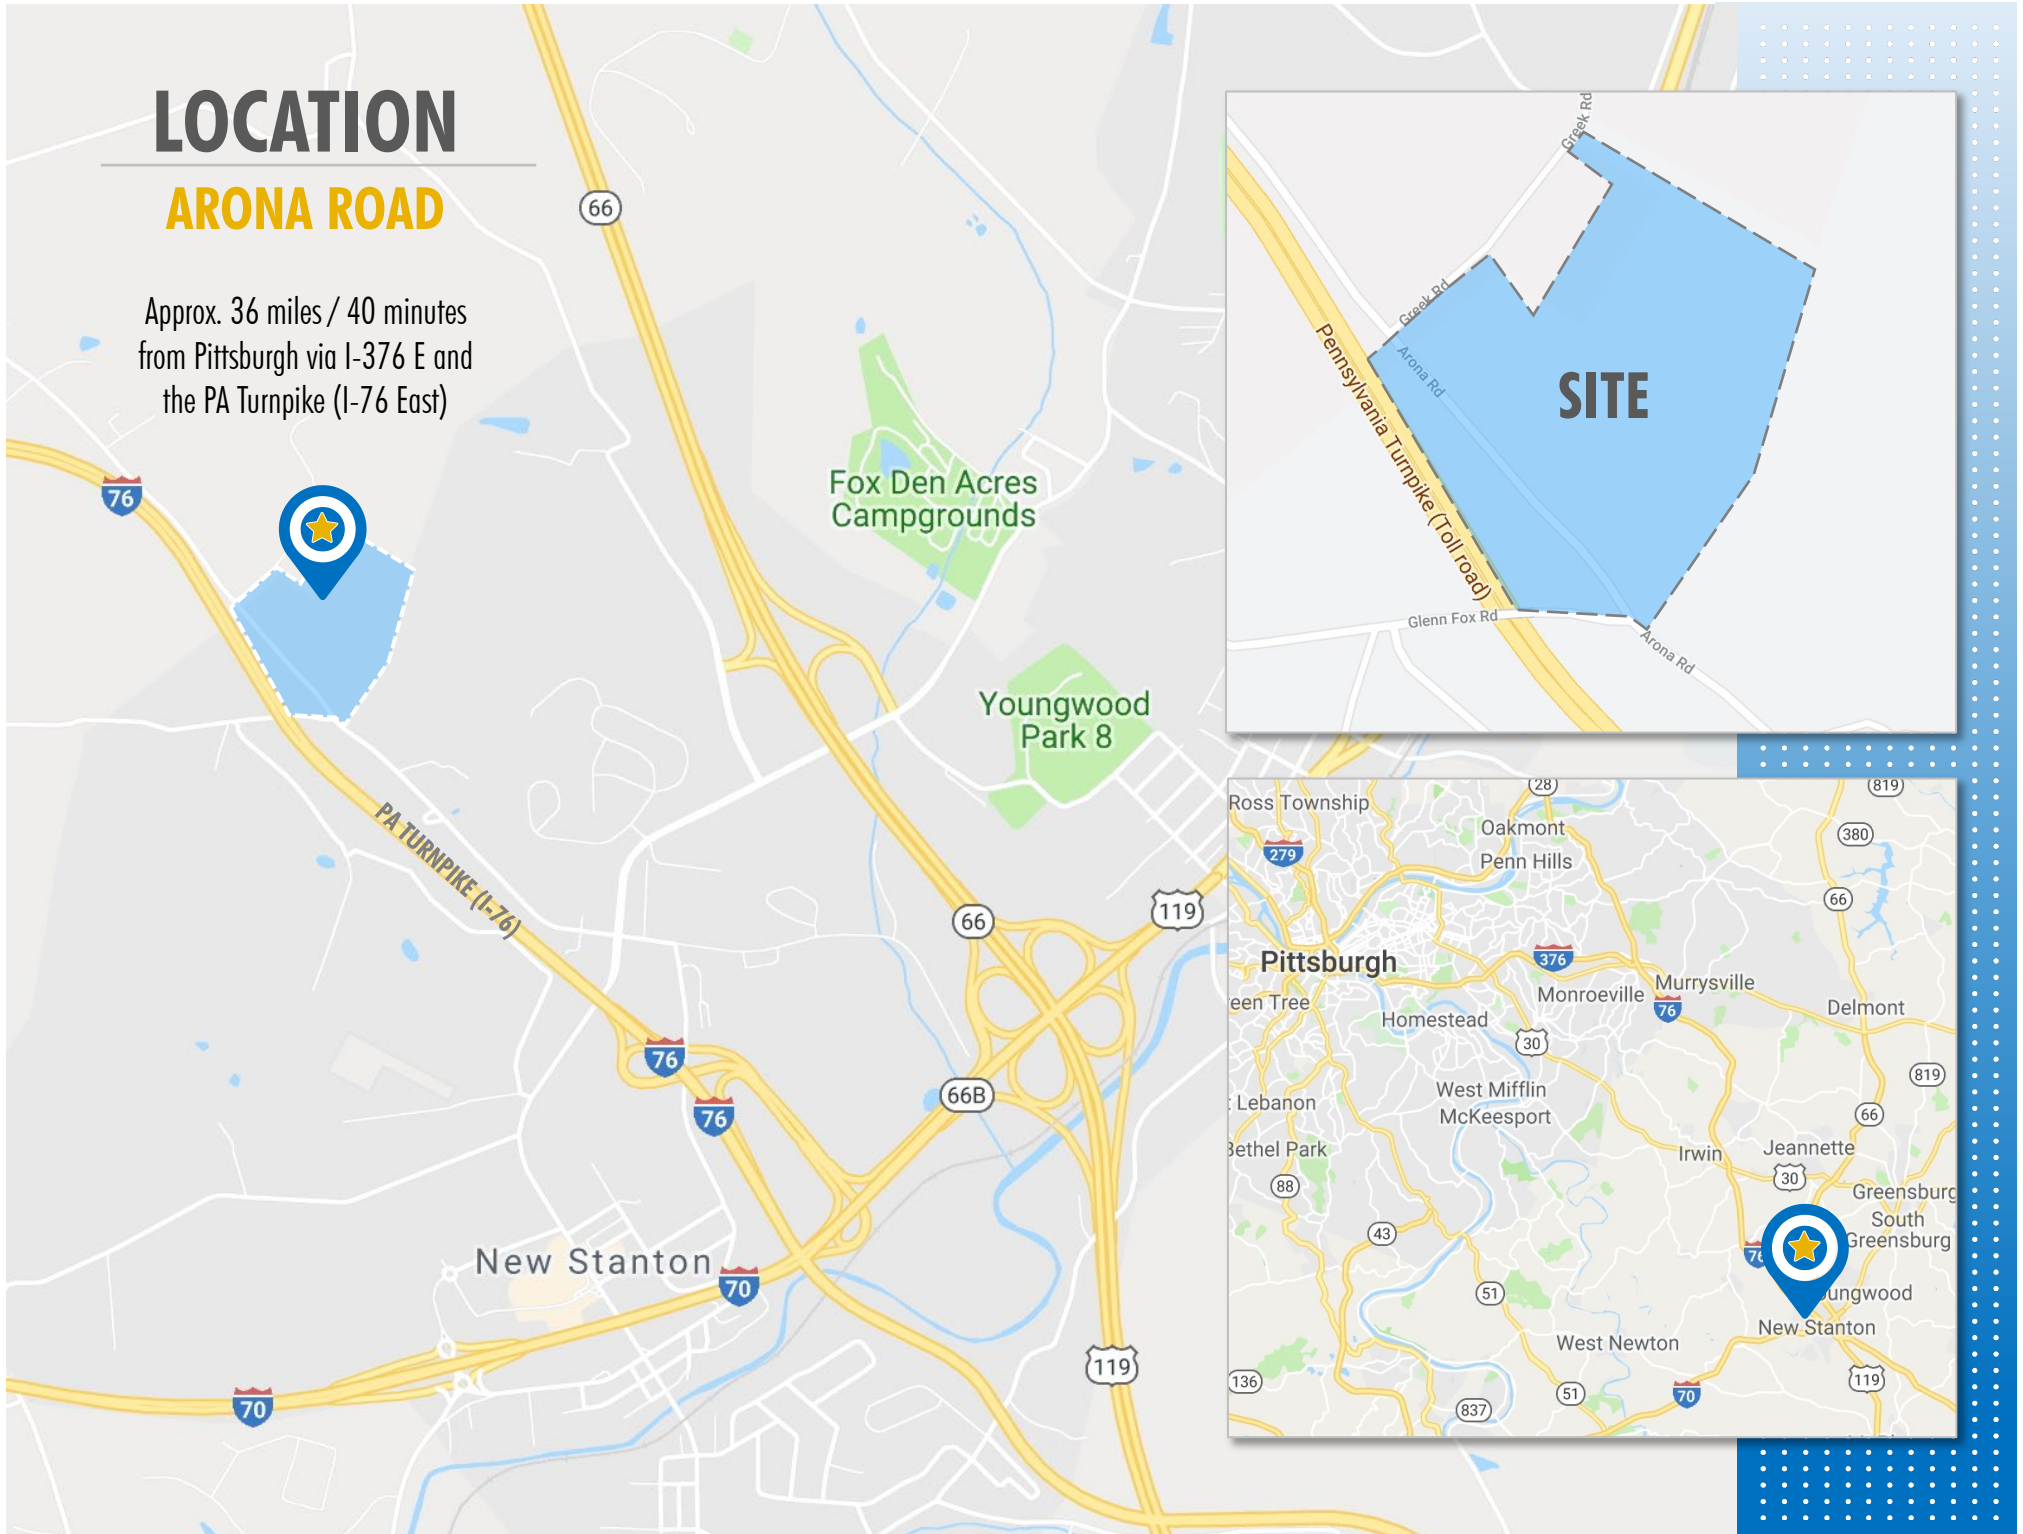 LOCATION
ARONA ROAD
Approx. 36 miles / 40 minutes
from Pittsburgh via I-376 E and
the PA Turnpike (I-76 East)
66
76
Fox Den Acres
Campgrounds
Youngwood
Park 8
PA TURNPIKE (I-76)
66
119
76
66B
76
New Stanton
70
119
70
Greek Rd
Greek Rd
Arona Rd
Pennsylvania Turnpike (Toll road)
SITE
Glenn Fox Rd
Arona Rd
28
819
Ross Township
Oakmont
380
279
Penn Hills
66
Pittsburgh
376
Murrysville
Monroeville
76
een Tree
Delmont
Homestead
30
819
West Mifflin
Lebanon
McKeesport
66
Bethel Park
Irwin
Jeannette
30
88
Greensburg
South
Greensburg
43
76
51
oungwood
New Stanton
West Newton
136
51
70
119
837